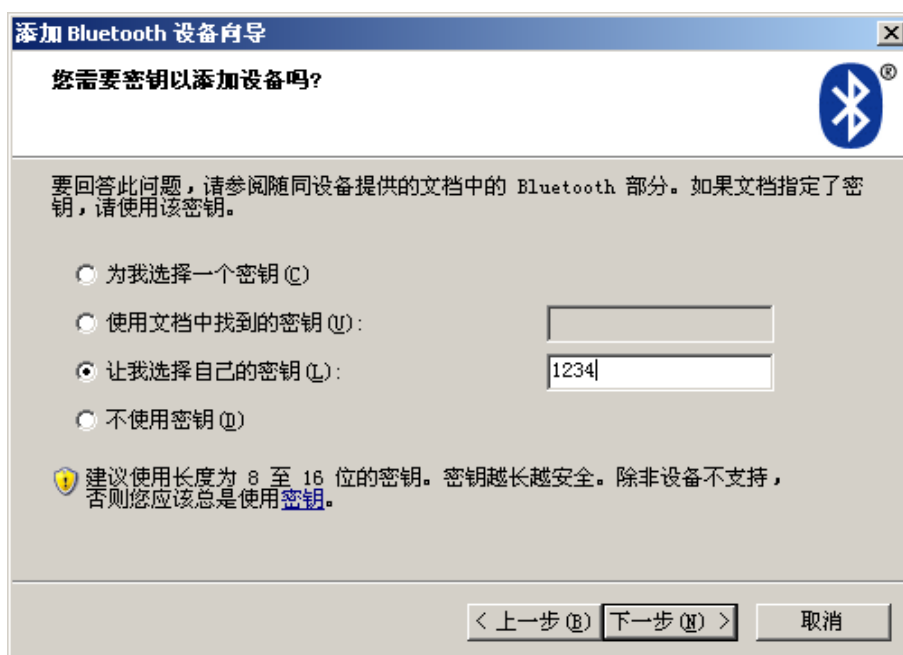 添加 Bluetooth 设备向导
您需要密钥以添加设备吗?
®
要回答此问题，请参阅随同设备提供的文档中的 Bluetooth 部分。如果文档指定了密
钥，请使用该密钥。
为我选择一个密钥(C)
使用文档中找到的密钥(U):
让我选择自己的密钥(L): 1234
不使用密钥(D)
建议使用长度为 8 至 16 位的密钥。密钥越长越安全。除非设备不支持，
否则您应该总是使用密钥。
< 上一步(B) 下一步(N) > 取消